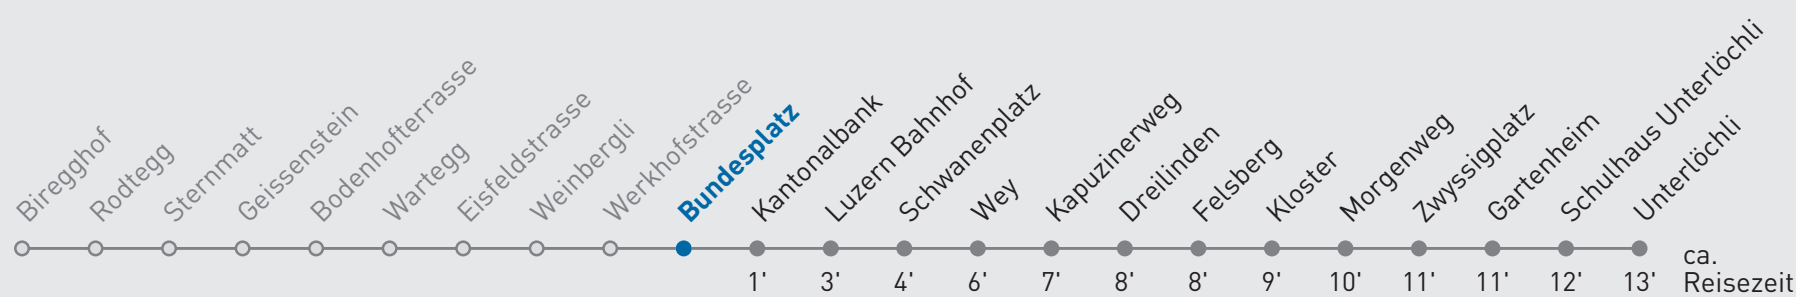 Biregghof
Rodtegg
Sternmatt
Geissenstein
Bodenhofterrasse
Wartegg
Eisfeldstrasse
Weinbergli
Werkhofstrasse
Bundesplatz
Kantonalbank
Luzern Bahnhof
Schwanenplatz
Wey
Kapuzinerweg
Dreilinden
Felsberg
Kloster
Morgenweg
Zwyssigplatz
Gartenheim
Schulhaus Unterlöchli
Unterlöchli
1' 3' 4' 6' 7' 8' 8' 9' 10' 11' 11' 12' 13'
ca.
Reisezeit